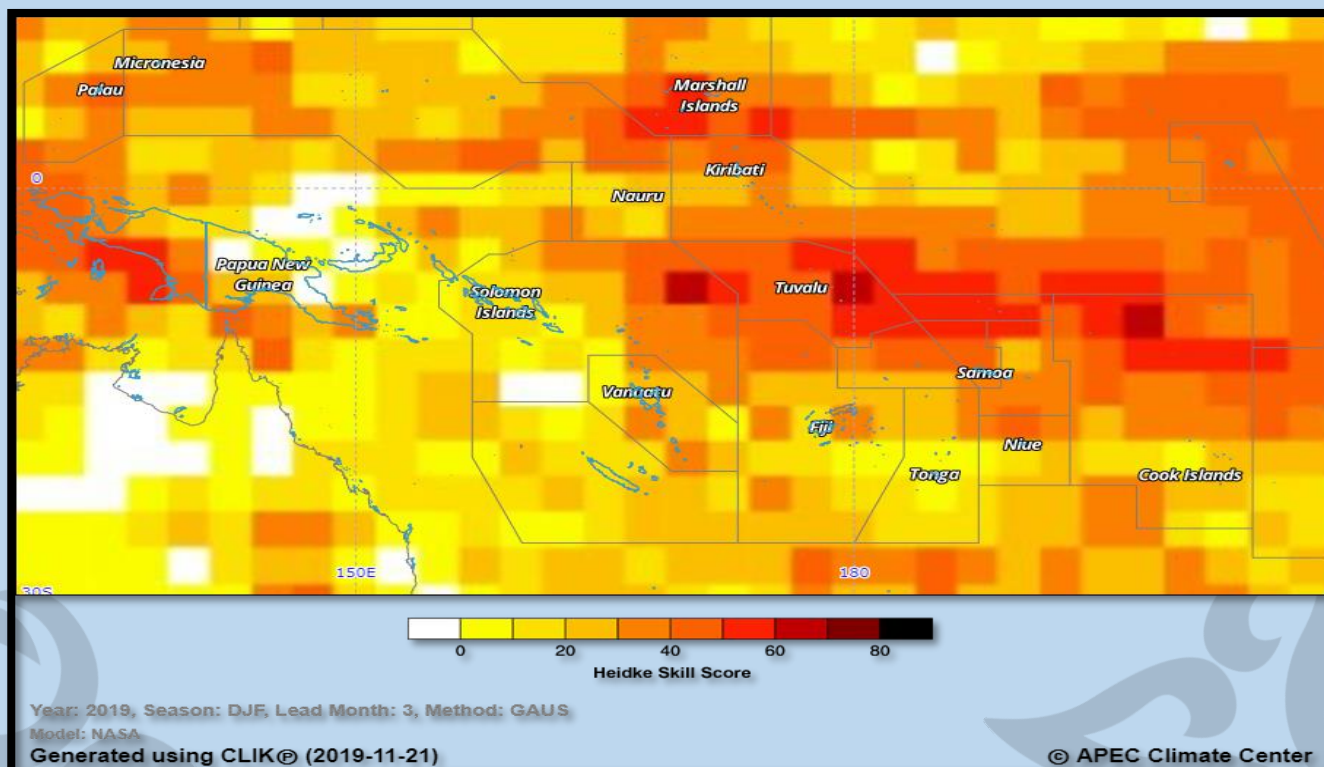 Micronesia
Palau
Marshall
Islands
0
Kiribati
Nauru
Papua New
Guinea
Solomon
Islands
Tuvalu
Samoa
Vanuatu
Fiji
Niue
Tonga
Cook Islands
150E
180
30S
0 20 40 60 80
Heidke Skill Score
Year: 2019, Season: DJF, Lead Month: 3, Method: GAUS
Model: NASA
Generated using CLIK℗ (2019-11-21)
© APEC Climate Center